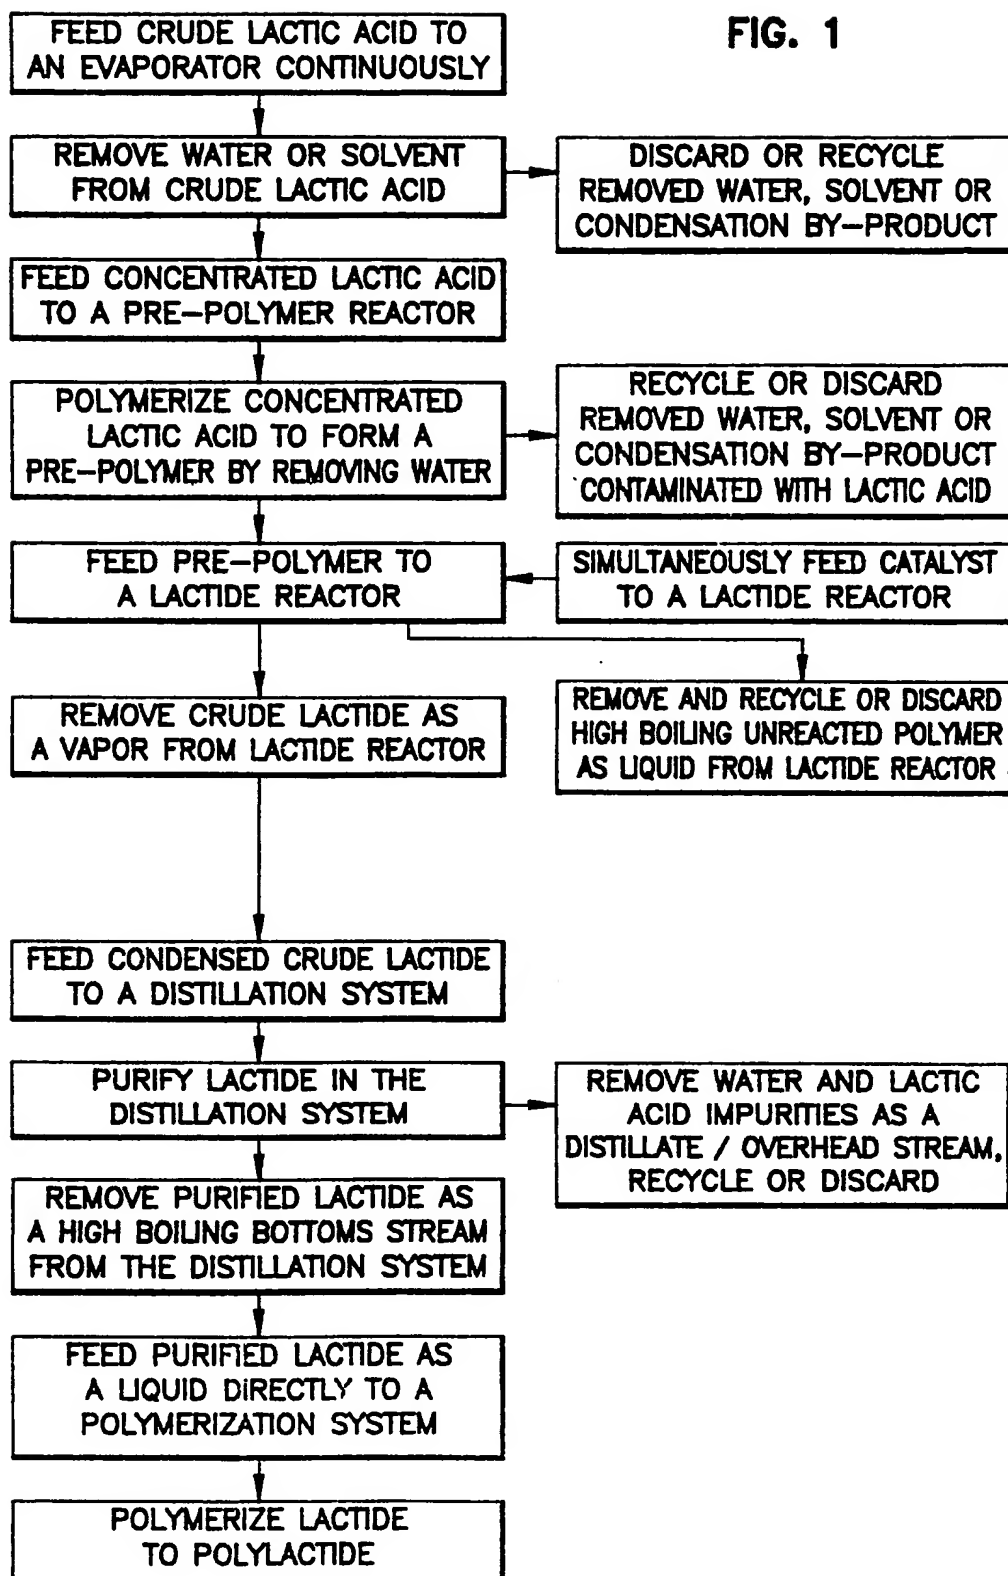 FIG. 1
FEED CRUDE LACTIC ACID TO
AN EVAPORATOR CONTINUOUSLY
REMOVE WATER OR SOLVENT
FROM CRUDE LACTIC ACID
DISCARD OR RECYCLE
REMOVED WATER, SOLVENT OR
CONDENSATION BY-PRODUCT
FEED CONCENTRATED LACTIC ACID
TO A PRE-POLYMER REACTOR
POLYMERIZE CONCENTRATED
LACTIC ACID TO FORM A
PRE-POLYMER BY REMOVING WATER
RECYCLE OR DISCARD
REMOVED WATER, SOLVENT OR
CONDENSATION BY-PRODUCT
CONTAMINATED WITH LACTIC ACID
FEED PRE-POLYMER TO
A LACTIDE REACTOR
SIMULTANEOUSLY FEED CATALYST
TO A LACTIDE REACTOR
REMOVE CRUDE LACTIDE AS
A VAPOR FROM LACTIDE REACTOR
REMOVE AND RECYCLE OR DISCARD
HIGH BOILING UNREACTED POLYMER
AS LIQUID FROM LACTIDE REACTOR
FEED CONDENSED CRUDE LACTIDE
TO A DISTILLATION SYSTEM
PURIFY LACTIDE IN THE
DISTILLATION SYSTEM
REMOVE WATER AND LACTIC
ACID IMPURITIES AS A
DISTILLATE / OVERHEAD STREAM,
RECYCLE OR DISCARD
REMOVE PURIFIED LACTIDE AS
A HIGH BOILING BOTTOMS STREAM
FROM THE DISTILLATION SYSTEM
FEED PURIFIED LACTIDE AS
A LIQUID DIRECTLY TO A
POLYMERIZATION SYSTEM
POLYMERIZE LACTIDE
TO POLYLACTIDE